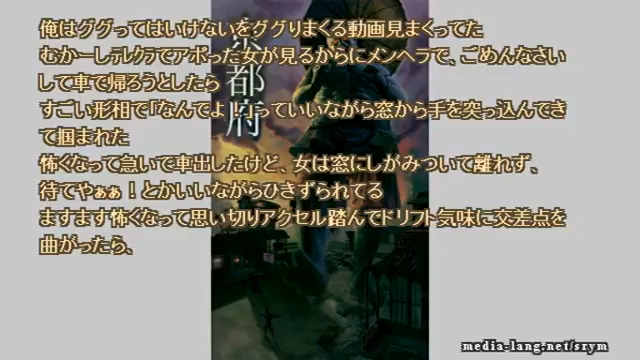 俺はググってはいけないをググりまくる動画見まくってた
むかーしテレクラでアポった女が見るからにメンヘラで、ごめんなさい
して車で帰ろうとしたら
すごい形相で「なんでよ！」っていいながら窓から手を突っ込んでき
て掴まれた
怖くなって急いで車出したけど、女は窓にしがみついて離れず、
待てやぁぁ！とかいいながらひきずられてる
ますます怖くなって思い切りアクセル踏んでドリフト気味に交差点を
曲がったら、
京都府
media-lang.net/srym